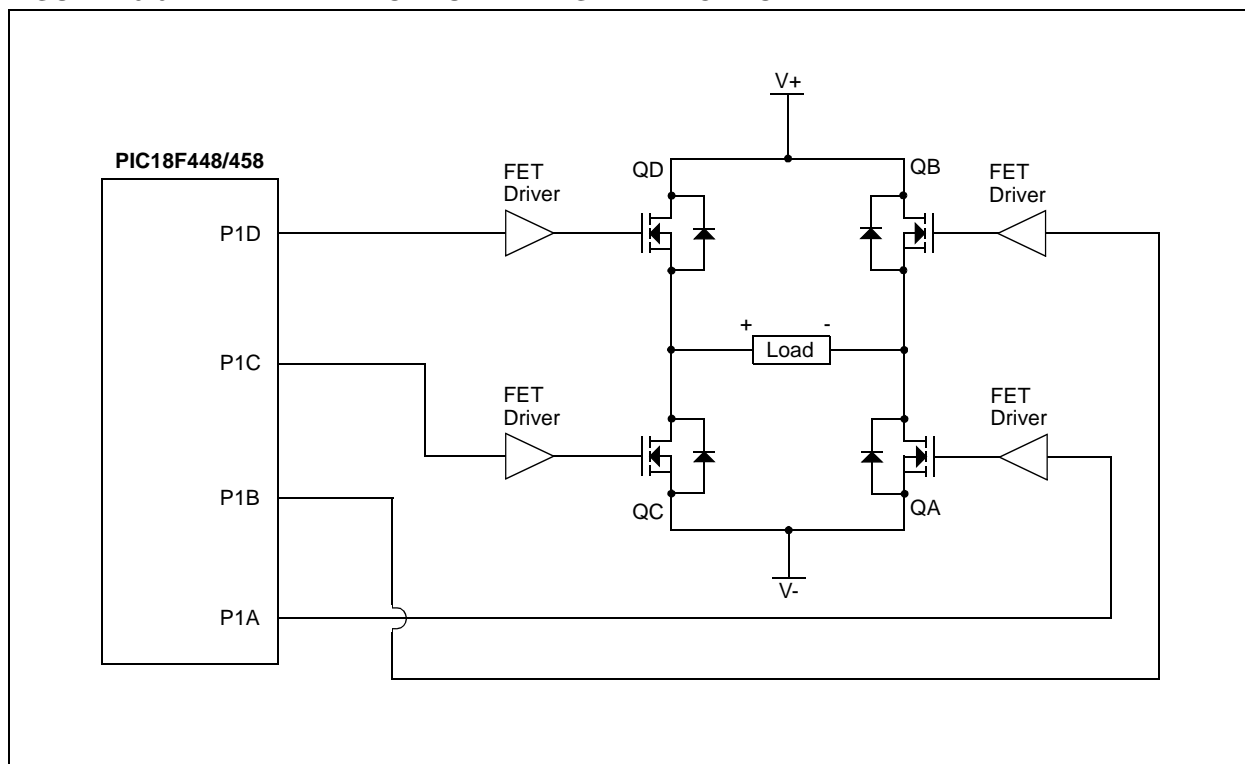 V+
PIC18F448/458
FET
Driver
QD
QB
FET
Driver
P1D
+
-
Load
P1C
FET
Driver
FET
Driver
P1B
QC
QA
V-
P1A